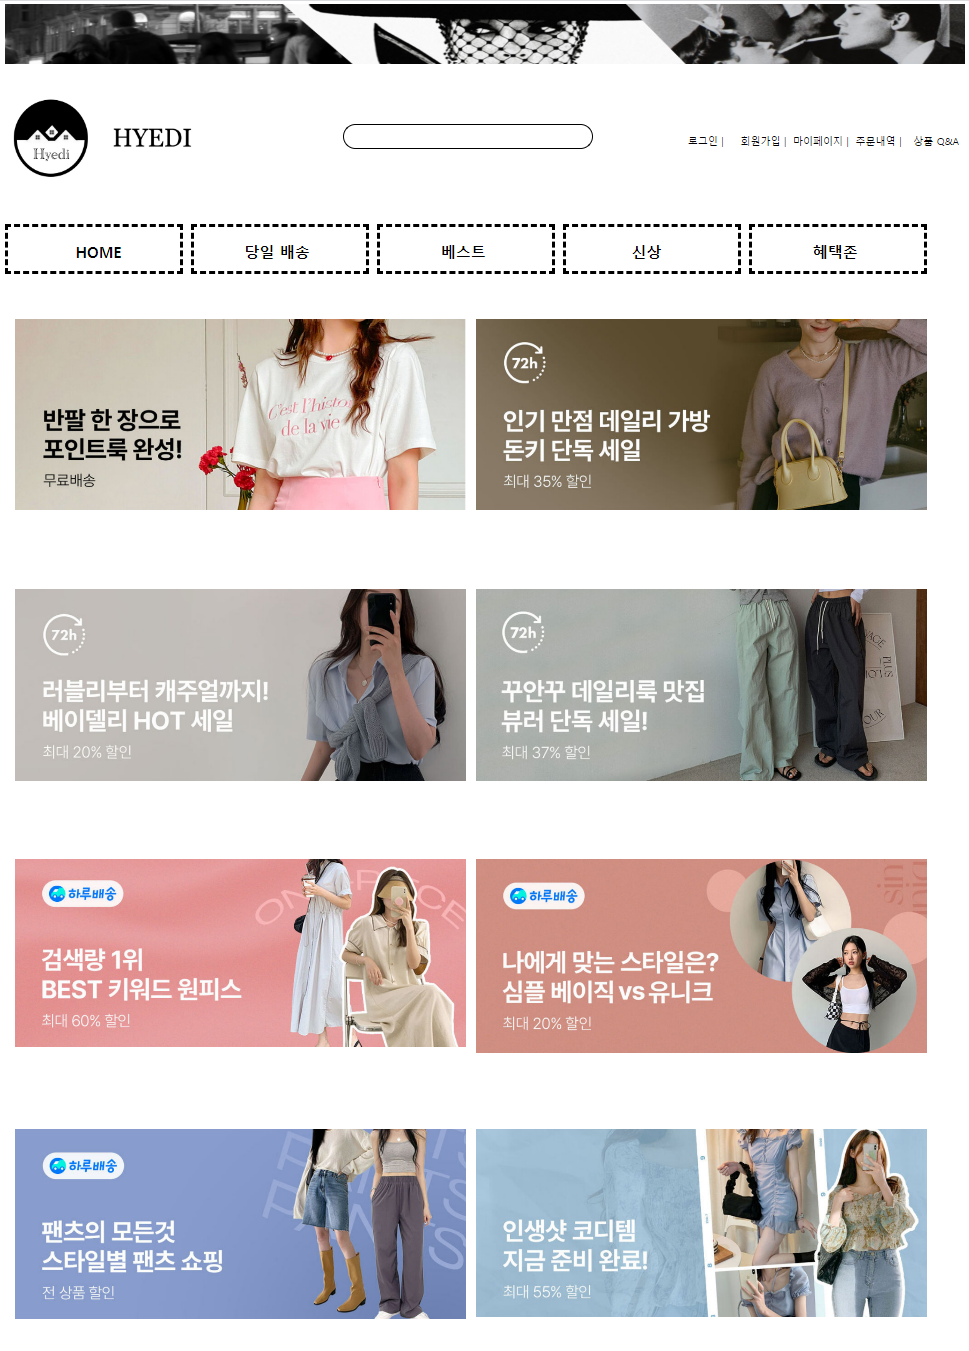 Hyedi
HYEDI
로그인 | 회원가입 | 마이페이지 | 주문내역 | 상품 Q&A
HOME
당일 배송
베스트
신상
혜택존
C'est l'histo
de la vie
반팔 한 장으로
포인트룩 완성!
무료배송
72h
인기 만점 데일리 가방
돈키 단독 세일
최대 35% 할인
72h
러블리부터 캐주얼까지!
베이델리 HOT 세일
최대 20% 할인
72h
꾸안꾸 데일리룩 맛집
뷰러 단독 세일!
최대 37% 할인
하루배송
검색량 1위
BEST 키워드 원피스
최대 60% 할인
하루배송
나에게 맞는 스타일은?
심플 베이직 vs 유니크
최대 20% 할인
하루배송
팬츠의 모든것
스타일별 팬츠 쇼핑
전 상품 할인
인생샷 코디템
지금 준비 완료!
최대 55% 할인